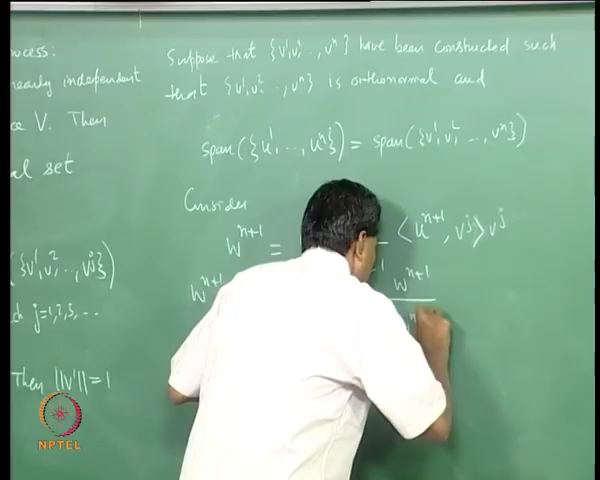 ocess:
nearly independent
ce V. Then
al set
{v¹, v², .., vʲ})
ch j=1,2,3,...
Then ||v¹||=1
Suppose that {v¹, v², .., vⁿ} have been constructed such
that {v¹, v², .., vⁿ} is orthonormal and
span({u¹, ..., uⁿ}) = span({v¹, v², ..., vⁿ})
Consider
wⁿ⁺¹ = ⟨uⁿ⁺¹, vʲ⟩ vʲ
wⁿ⁺¹ wⁿ⁺¹
NPTEL